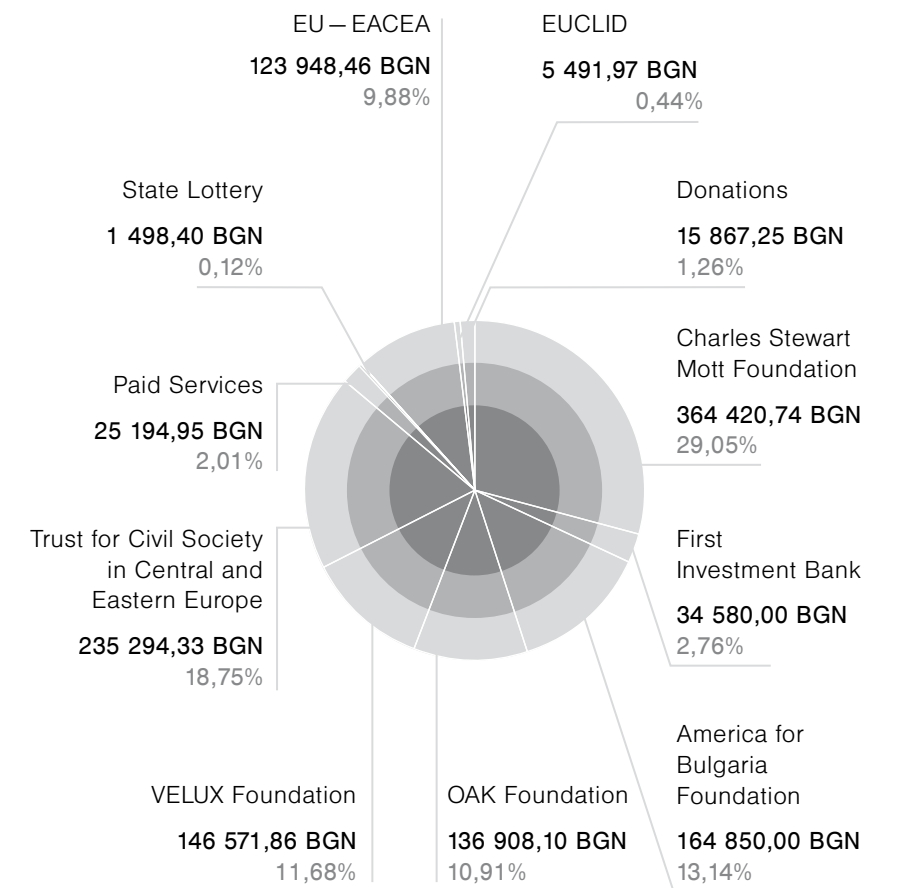 EU — EACEA
123 948,46 BGN
9,88%
EUCLID
5 491,97 BGN
0,44%
State Lottery
1 498,40 BGN
0,12%
Donations
15 867,25 BGN
1,26%
Charles Stewart
Mott Foundation
364 420,74 BGN
29,05%
Paid Services
25 194,95 BGN
2,01%
Trust for Civil Society
in Central and
Eastern Europe
235 294,33 BGN
18,75%
First
Investment Bank
34 580,00 BGN
2,76%
VELUX Foundation
146 571,86 BGN
11,68%
OAK Foundation
136 908,10 BGN
10,91%
America for
Bulgaria
Foundation
164 850,00 BGN
13,14%